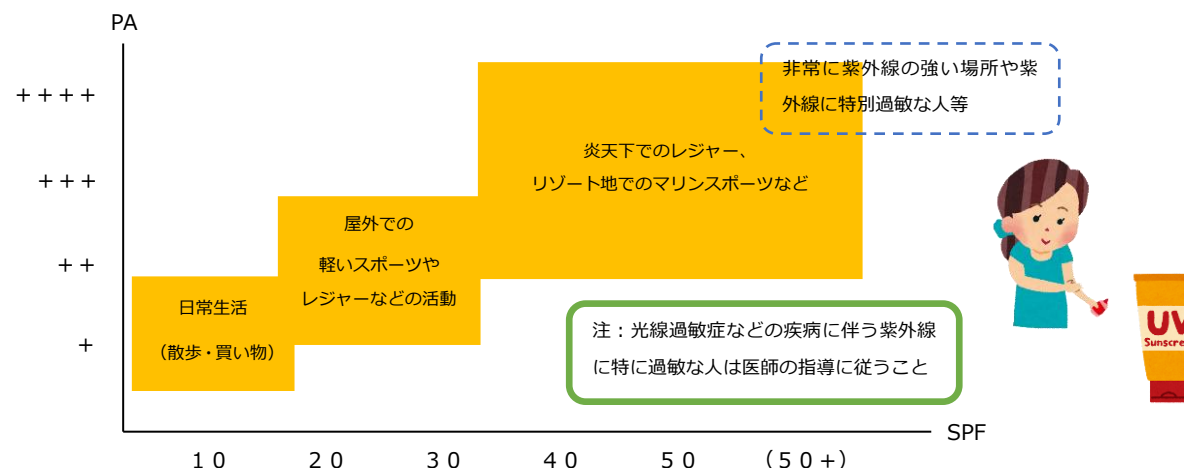 PA
++++
非常に紫外線の強い場所や紫
外線に特別過敏な人等
炎天下でのレジャー、
リゾート地でのマリンスポーツなど
+++
屋外での
軽いスポーツや
レジャーなどの活動
++
日常生活
(散歩・買い物)
+
注：光線過敏症などの疾病に伴う紫外線
に特に過敏な人は医師の指導に従うこと
UV
Sunscre
SPF
10 20 30 40 50 (50+)